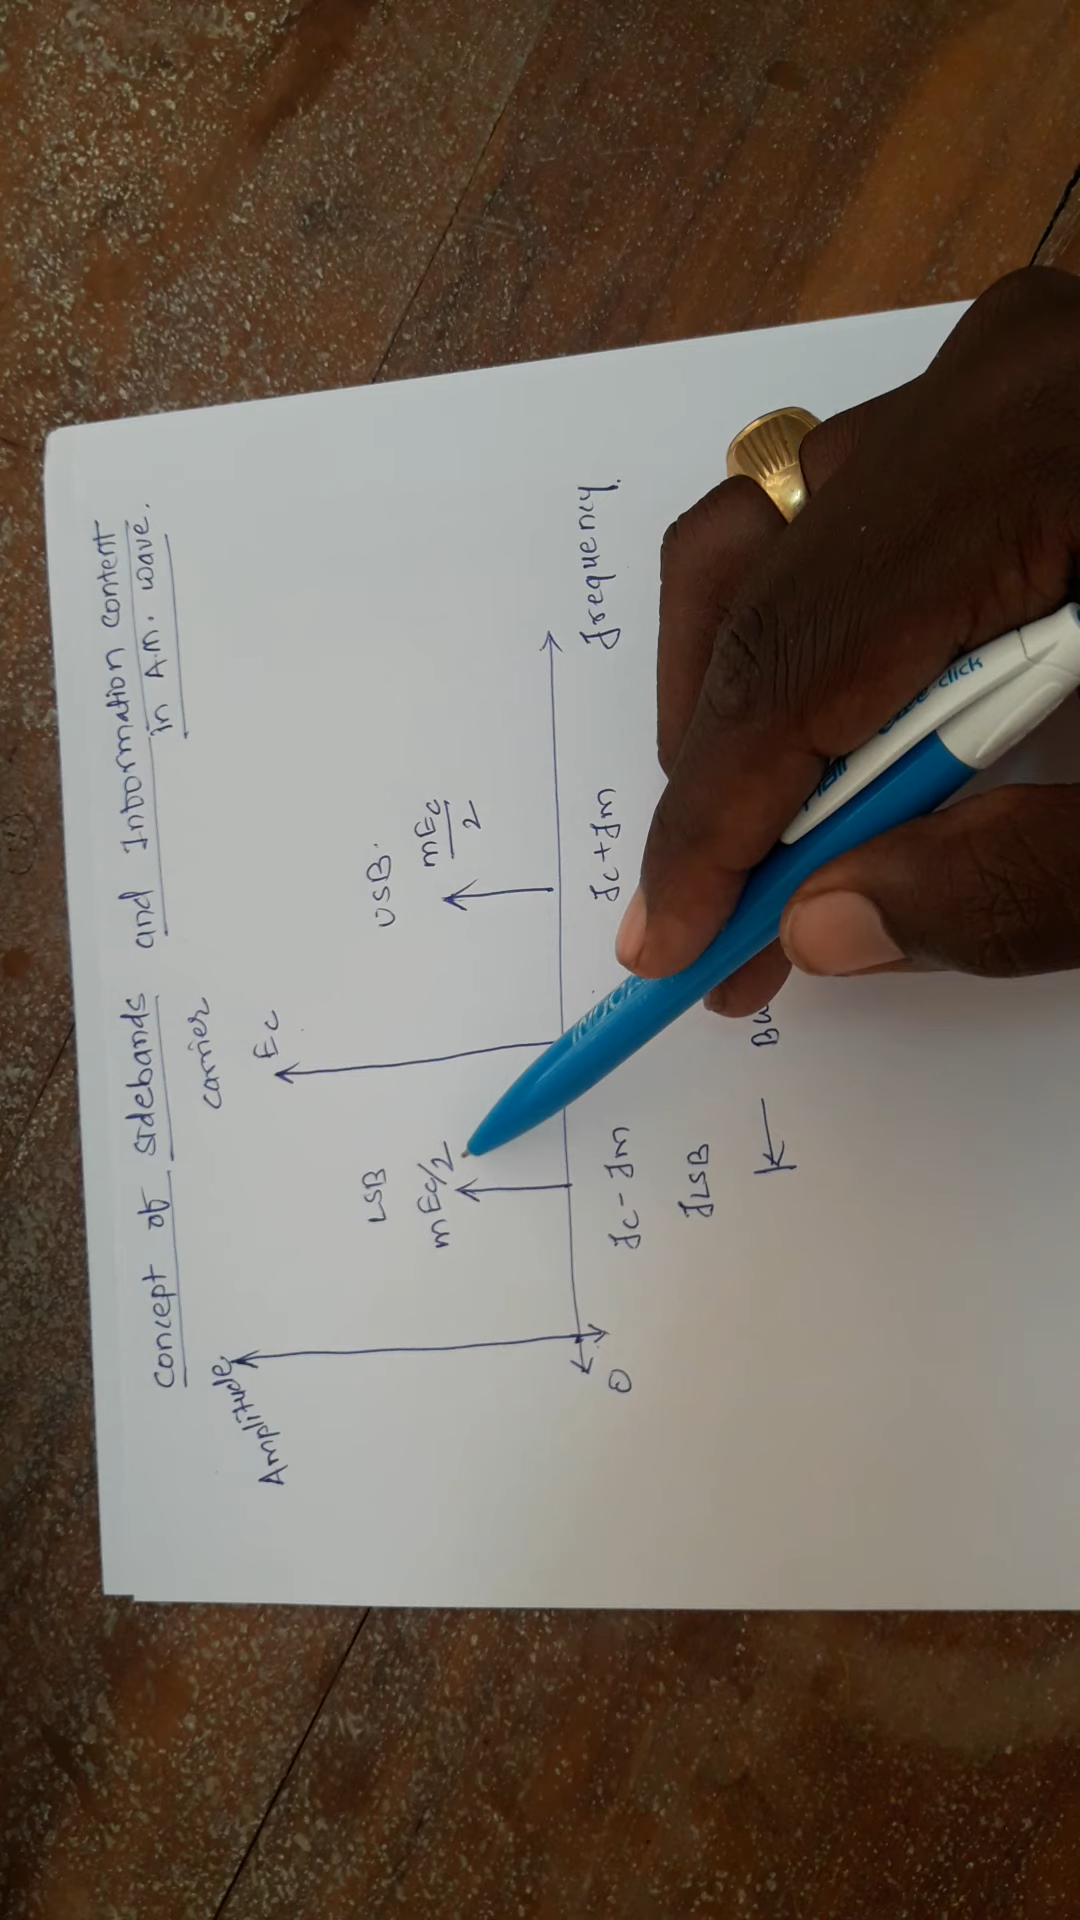 Concept of sidebands and Information content
in A.M. wave.
Amplitude
carrier
Ec
LSB
USB.
mEc/2
mEc
2
0
fc - fm
fc + fm
frequency.
fLSB
click